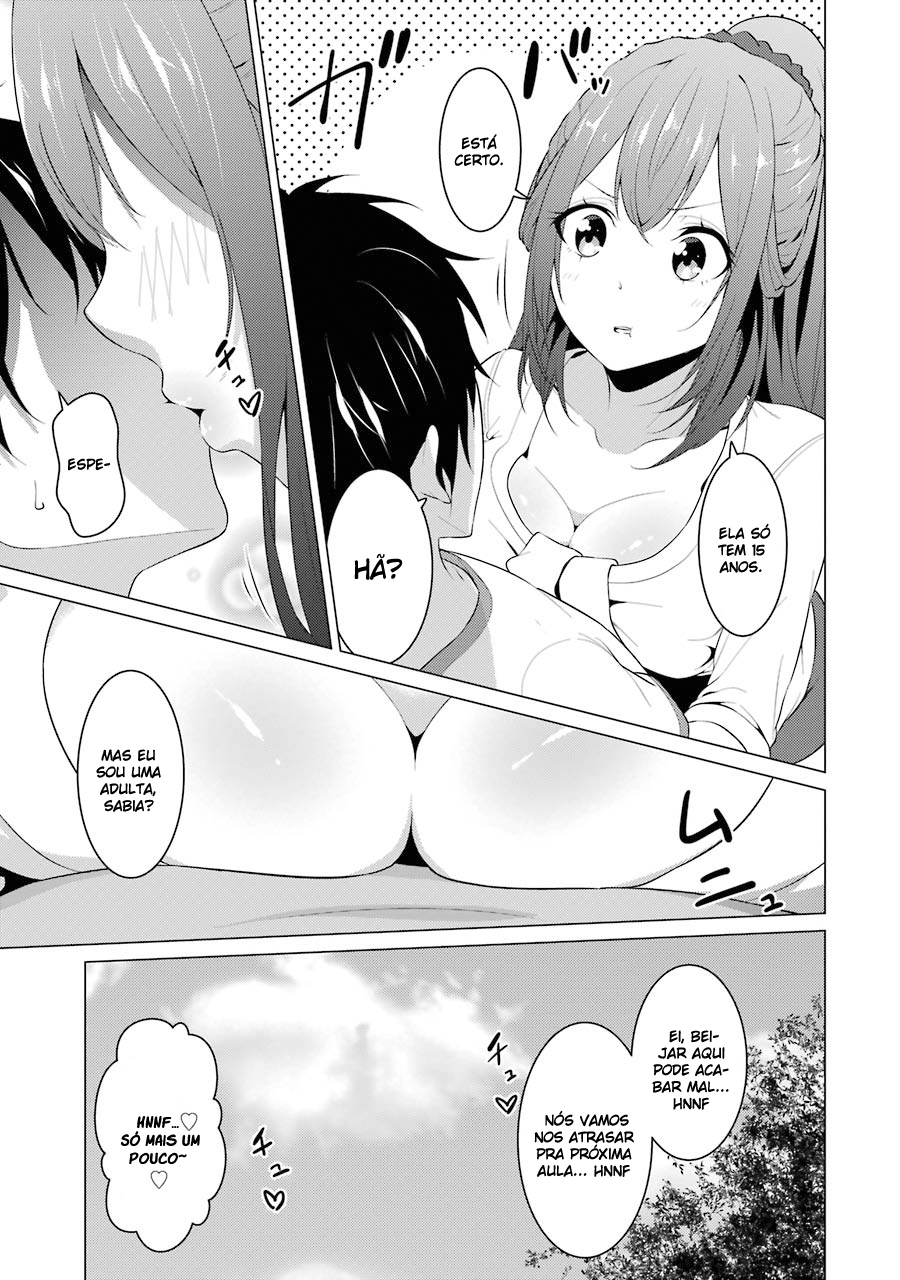 ガバッ
ESTÁ
CERTO.
ELA SÓ
TEM 15
ANOS.
HÃ?
チュ♡
ESPE-
MAS EU
SOU UMA
ADULTA,
SABIA?
ムニュ
EI, BEI-
JAR AQUI
PODE ACA-
BAR MAL...
HNNF
NÓS VAMOS
NOS ATRASAR
PRA PRÓXIMA
AULA... HNNF
チュ♡
チュ♡
HNNF...♡
SÓ MAIS UM
POUCO~
♡